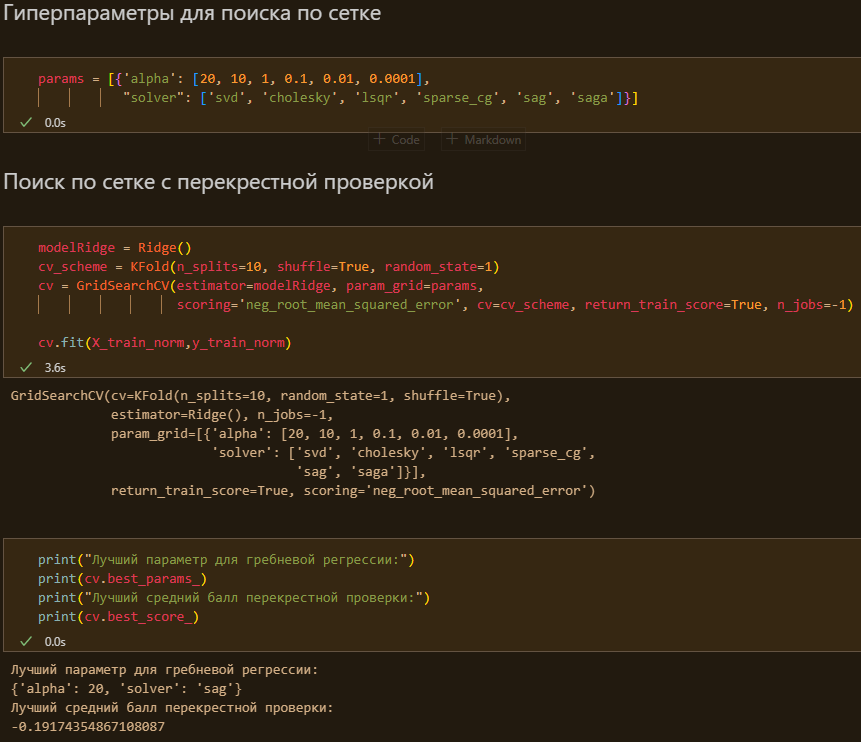 Гиперпараметры для поиска по сетке
params = [{'alpha': [20, 10, 1, 0.1, 0.01, 0.0001],
"solver": ['svd', 'cholesky', 'lsqr', 'sparse_cg', 'sag', 'saga']}]
0.0s
+ Code + Markdown
Поиск по сетке с перекрестной проверкой
modelRidge = Ridge()
cv_scheme = KFold(n_splits=10, shuffle=True, random_state=1)
cv = GridSearchCV(estimator=modelRidge, param_grid=params,
scoring='neg_root_mean_squared_error', cv=cv_scheme, return_train_score=True, n_jobs=-1)
cv.fit(X_train_norm,y_train_norm)
3.6s
GridSearchCV(cv=KFold(n_splits=10, random_state=1, shuffle=True),
estimator=Ridge(), n_jobs=-1,
param_grid=[{'alpha': [20, 10, 1, 0.1, 0.01, 0.0001],
'solver': ['svd', 'cholesky', 'lsqr', 'sparse_cg',
'sag', 'saga']}],
return_train_score=True, scoring='neg_root_mean_squared_error')
print("Лучший параметр для гребневой регрессии:")
print(cv.best_params_)
print("Лучший средний балл перекрестной проверки:")
print(cv.best_score_)
0.0s
Лучший параметр для гребневой регрессии:
{'alpha': 20, 'solver': 'sag'}
Лучший средний балл перекрестной проверки:
-0.19174354867108087